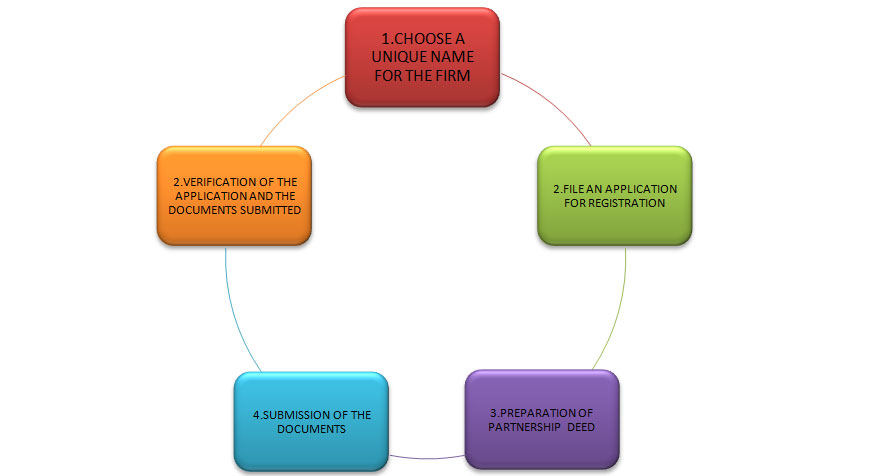 1.CHOOSE A
UNIQUE NAME
FOR THE FIRM
2.FILE AN APPLICATION
FOR REGISTRATION
3.PREPARATION OF
PARTNERSHIP DEED
4.SUBMISSION OF THE
DOCUMENTS
2.VERIFICATION OF THE
APPLICATION AND THE
DOCUMENTS SUBMITTED